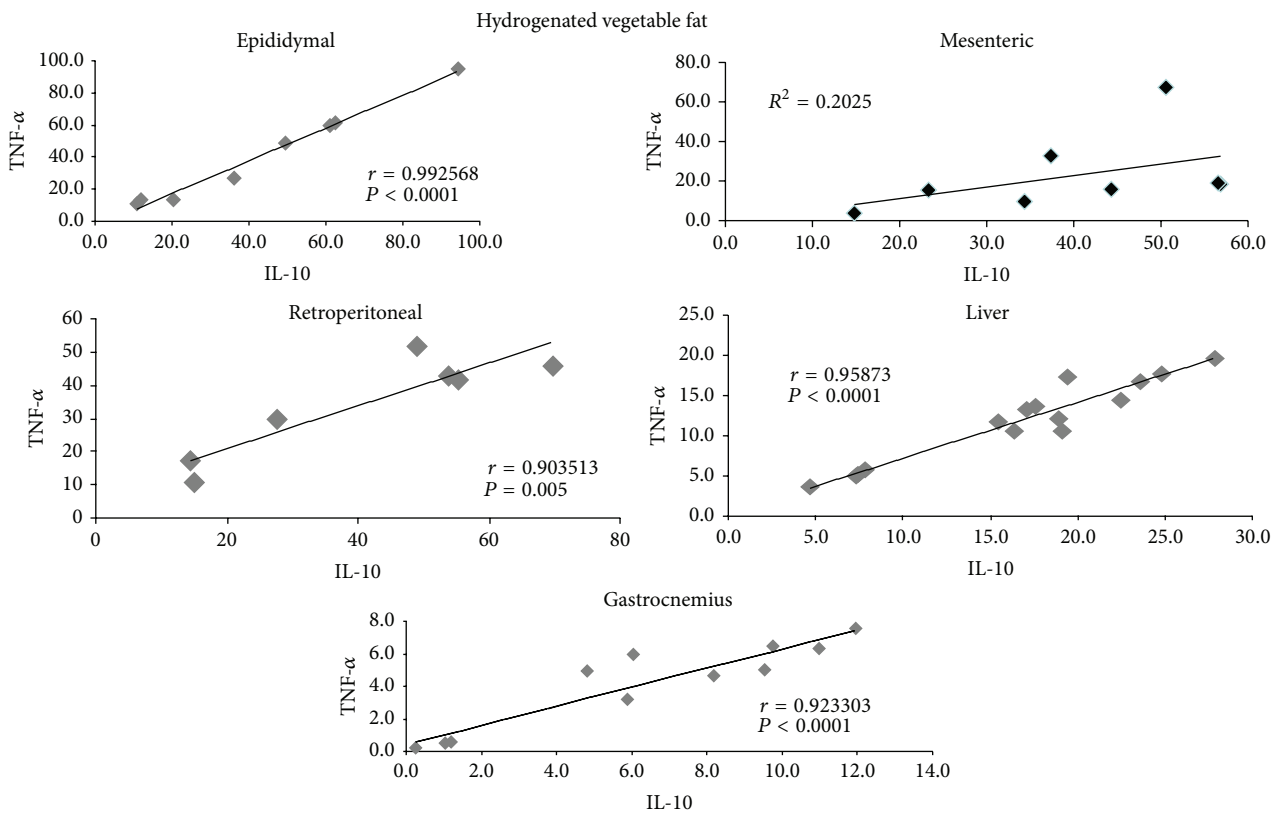 Hydrogenated vegetable fat
Epididymal
TNF-α
100.0
80.0
60.0
40.0
20.0
0.0
r = 0.992568
P < 0.0001
0.0 20.0 40.0 60.0 80.0 100.0
IL-10
Mesenteric
TNF-α
80.0
60.0
40.0
20.0
0.0
R² = 0.2025
0.0 10.0 20.0 30.0 40.0 50.0 60.0
IL-10
Retroperitoneal
TNF-α
60
50
40
30
20
10
0
r = 0.903513
P = 0.005
0 20 40 60 80
IL-10
Liver
TNF-α
25.0
20.0
15.0
10.0
5.0
0.0
r = 0.95873
P < 0.0001
0.0 5.0 10.0 15.0 20.0 25.0 30.0
IL-10
Gastrocnemius
TNF-α
8.0
6.0
4.0
2.0
0.0
r = 0.923303
P < 0.0001
0.0 2.0 4.0 6.0 8.0 10.0 12.0 14.0
IL-10